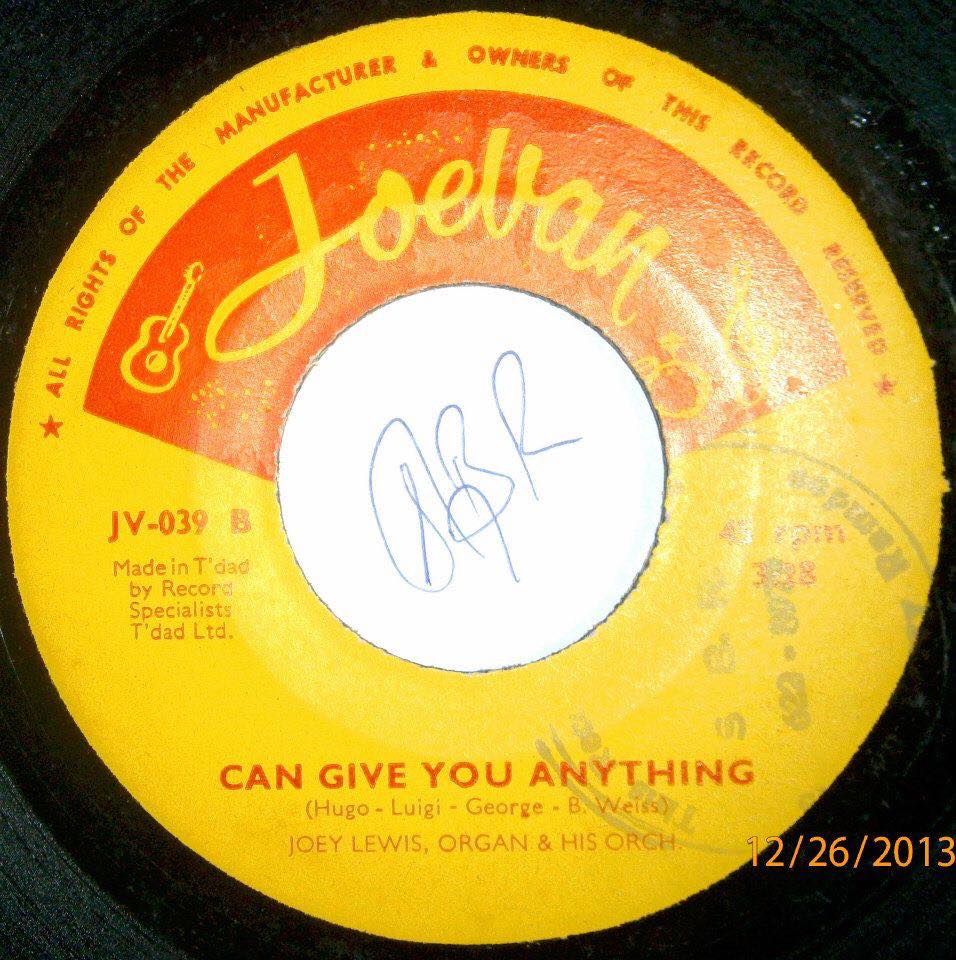 ★ ALL RIGHTS OF THE MANUFACTURER & OWNERS OF THIS RECORD RESERVED ★
Joevan
JV-039 B
Made in T'dad
by Record
Specialists
T'dad Ltd.
45 rpm
CAN GIVE YOU ANYTHING
(Hugo - Luigi - George - B. Weiss)
JOEY LEWIS, ORGAN & HIS ORCH.
12/26/2013